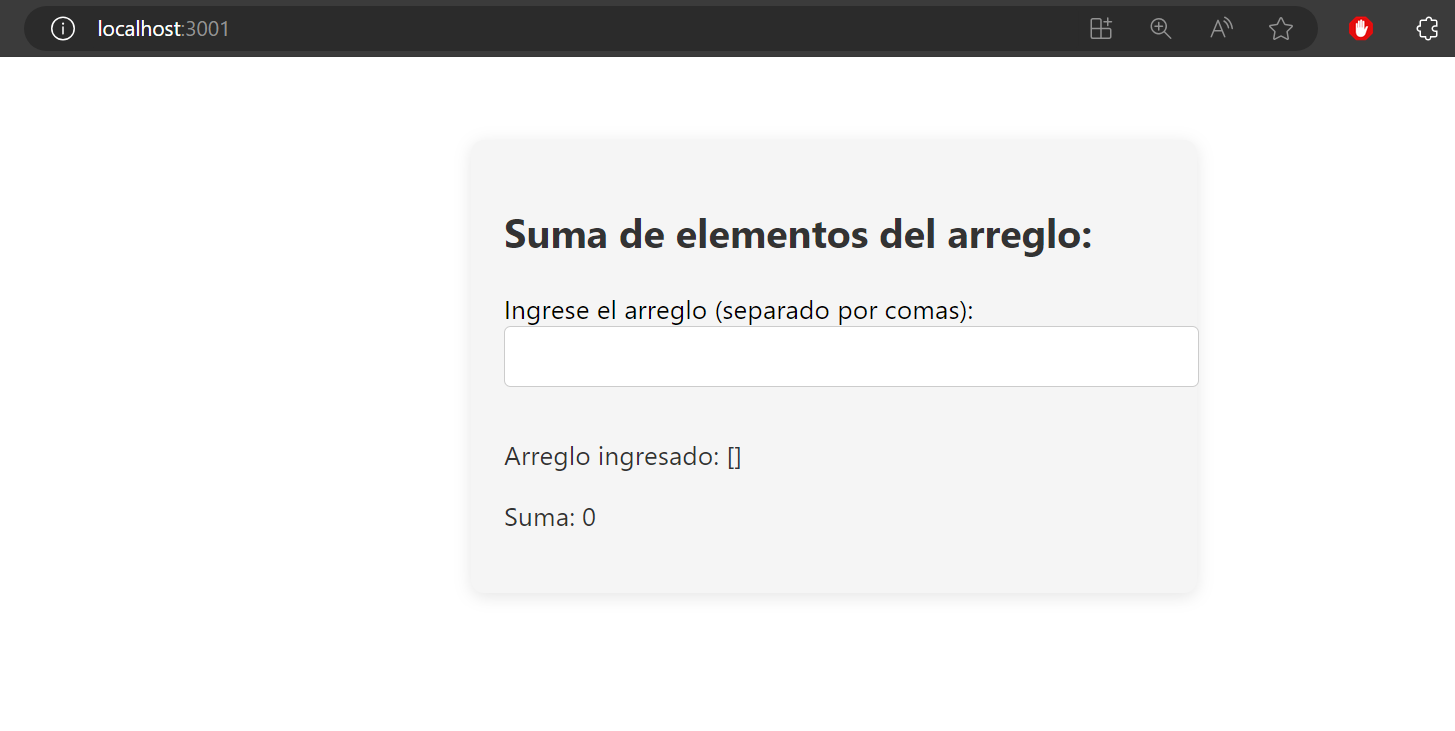 localhost:3001
Suma de elementos del arreglo:
Ingrese el arreglo (separado por comas):
Arreglo ingresado: []
Suma: 0